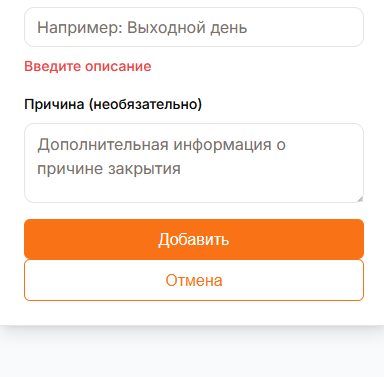 Например: Выходной день
Введите описание
Причина (необязательно)
Дополнительная информация о
причине закрытия
Добавить
Отмена